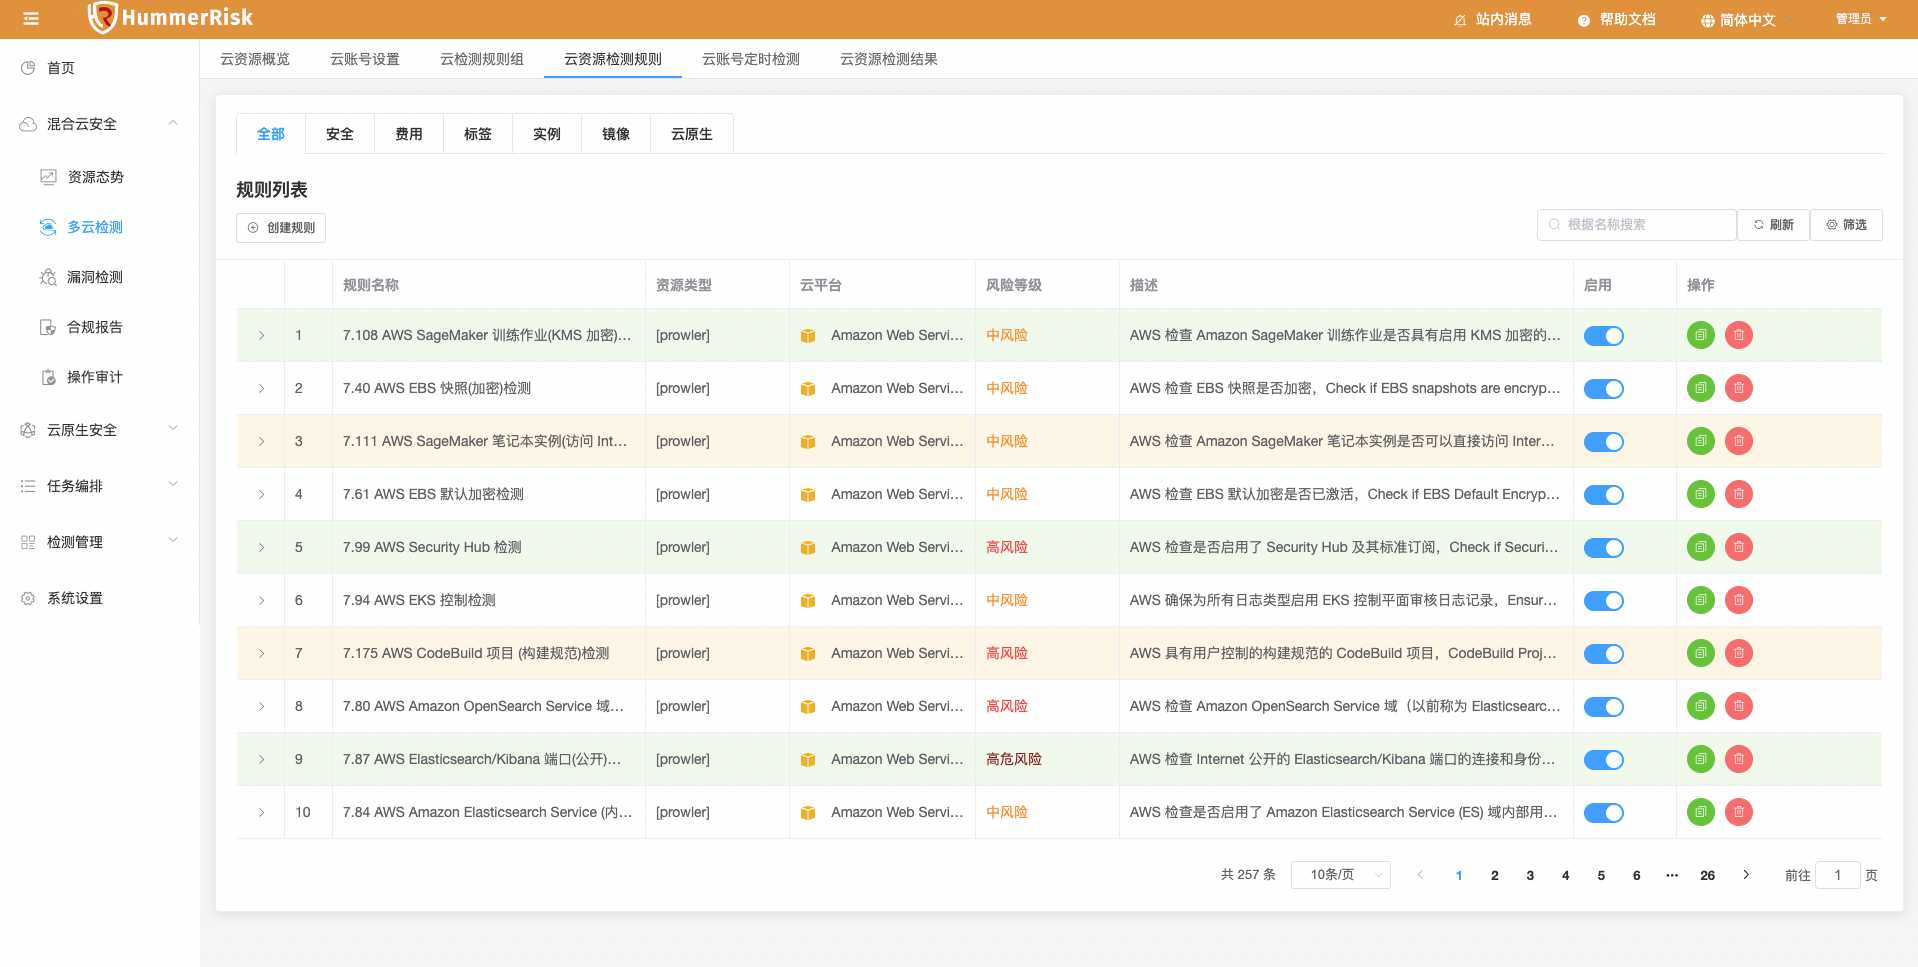 HummerRisk
站内消息
帮助文档
简体中文
管理员
首页
混合云安全
资源态势
多云检测
漏洞检测
合规报告
操作审计
云原生安全
任务编排
检测管理
系统设置
云资源概览
云账号设置
云检测规则组
云资源检测规则
云账号定时检测
云资源检测结果
全部
安全
费用
标签
实例
镜像
云原生
规则列表
创建规则
根据名称搜索
刷新
筛选
规则名称 资源类型 云平台 风险等级 描述 启用 操作
1 7.108 AWS SageMaker 训练作业(KMS 加密)... [prowler] Amazon Web Servi... 中风险 AWS 检查 Amazon SageMaker 训练作业是否具有启用 KMS 加密的...
2 7.40 AWS EBS 快照(加密)检测 [prowler] Amazon Web Servi... 中风险 AWS 检查 EBS 快照是否加密，Check if EBS snapshots are encryp...
3 7.111 AWS SageMaker 笔记本实例(访问 Int... [prowler] Amazon Web Servi... 中风险 AWS 检查 Amazon SageMaker 笔记本实例是否可以直接访问 Inter...
4 7.61 AWS EBS 默认加密检测 [prowler] Amazon Web Servi... 中风险 AWS 检查 EBS 默认加密是否已激活，Check if EBS Default Encryp...
5 7.99 AWS Security Hub 检测 [prowler] Amazon Web Servi... 高风险 AWS 检查是否启用了 Security Hub 及其标准订阅，Check if Securi...
6 7.94 AWS EKS 控制检测 [prowler] Amazon Web Servi... 中风险 AWS 确保为所有日志类型启用 EKS 控制平面审核日志记录，Ensur...
7 7.175 AWS CodeBuild 项目 (构建规范)检测 [prowler] Amazon Web Servi... 高风险 AWS 具有用户控制的构建规范的 CodeBuild 项目，CodeBuild Proj...
8 7.80 AWS Amazon OpenSearch Service 域... [prowler] Amazon Web Servi... 高风险 AWS 检查 Amazon OpenSearch Service 域（以前称为 Elasticsearc...
9 7.87 AWS Elasticsearch/Kibana 端口(公开)... [prowler] Amazon Web Servi... 高危风险 AWS 检查 Internet 公开的 Elasticsearch/Kibana 端口的连接和身份...
10 7.84 AWS Amazon Elasticsearch Service (内... [prowler] Amazon Web Servi... 中风险 AWS 检查是否启用了 Amazon Elasticsearch Service (ES) 域内部用...
共 257 条 10条/页 1 2 3 4 5 6 ... 26 前往 1 页